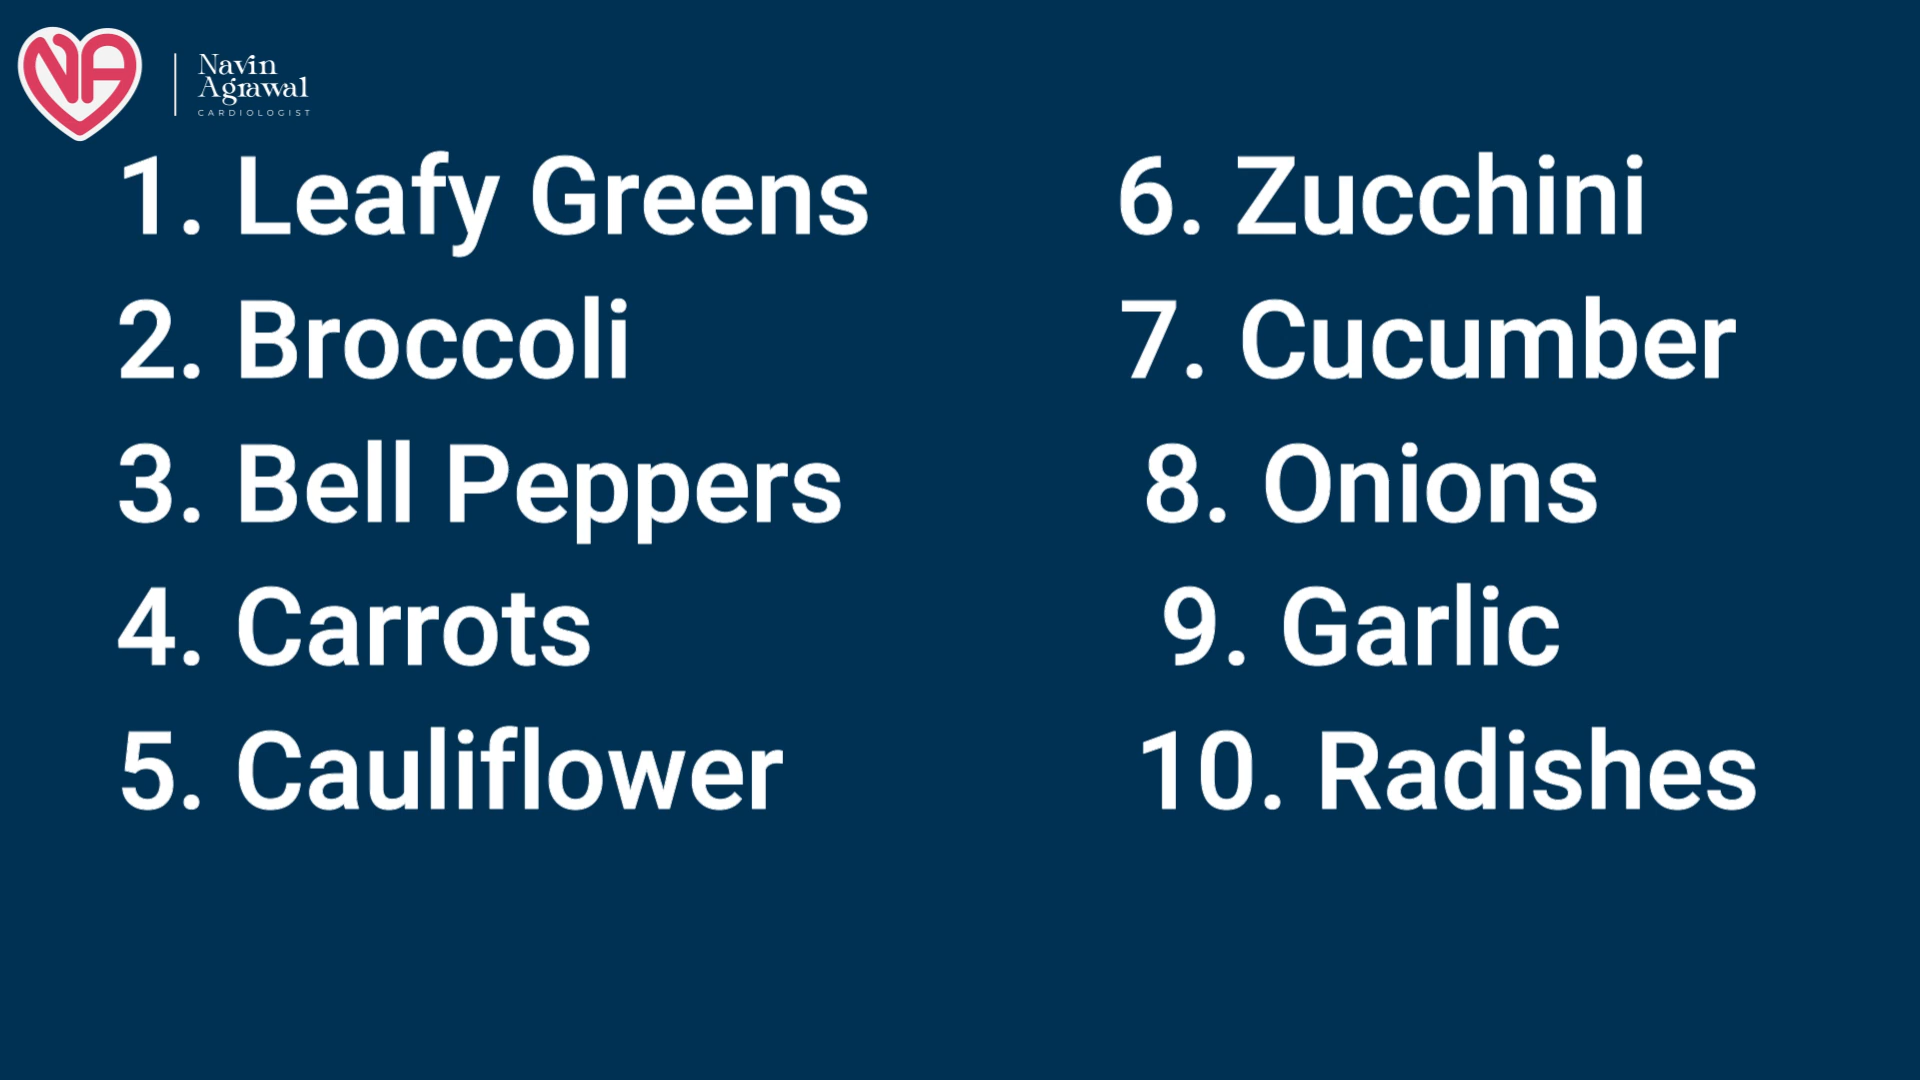 NA
Navin
Agrawal
CARDIOLOGIST
1. Leafy Greens
2. Broccoli
3. Bell Peppers
4. Carrots
5. Cauliflower
6. Zucchini
7. Cucumber
8. Onions
9. Garlic
10. Radishes